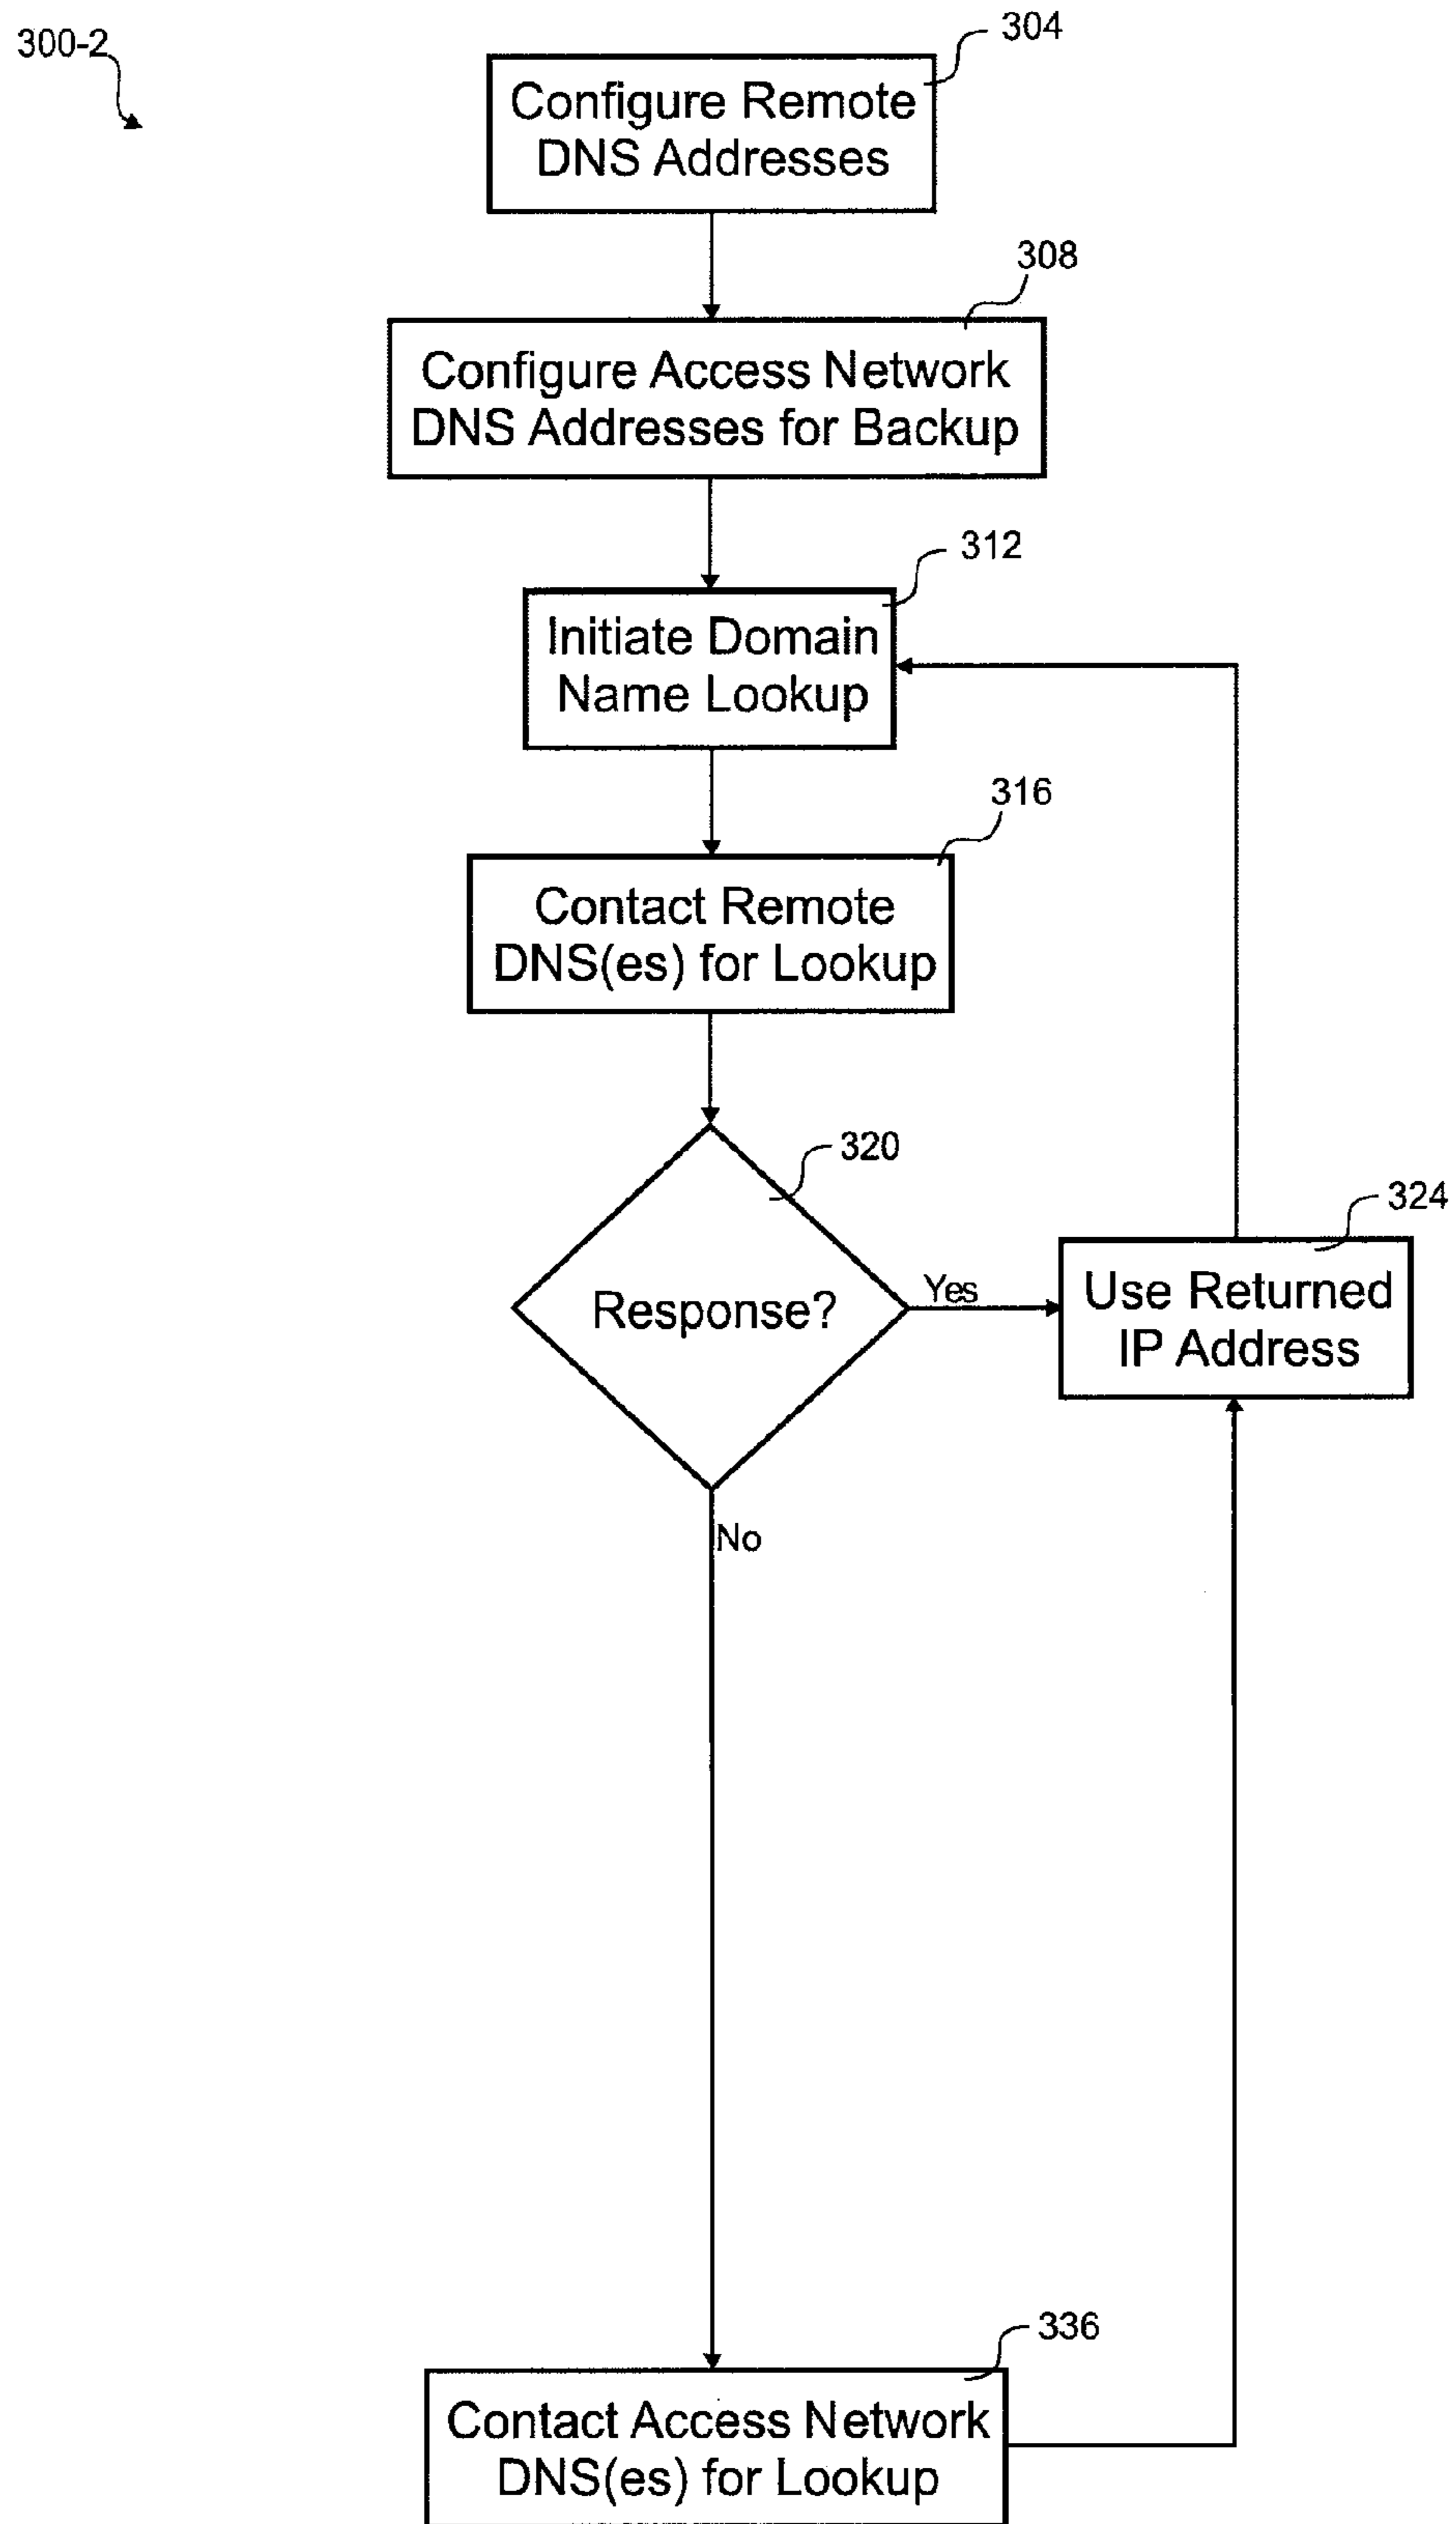 300-2
304
Configure Remote
DNS Addresses
308
Configure Access Network
DNS Addresses for Backup
312
Initiate Domain
Name Lookup
316
Contact Remote
DNS(es) for Lookup
320
Response?
Yes
324
Use Returned
IP Address
No
336
Contact Access Network
DNS(es) for Lookup